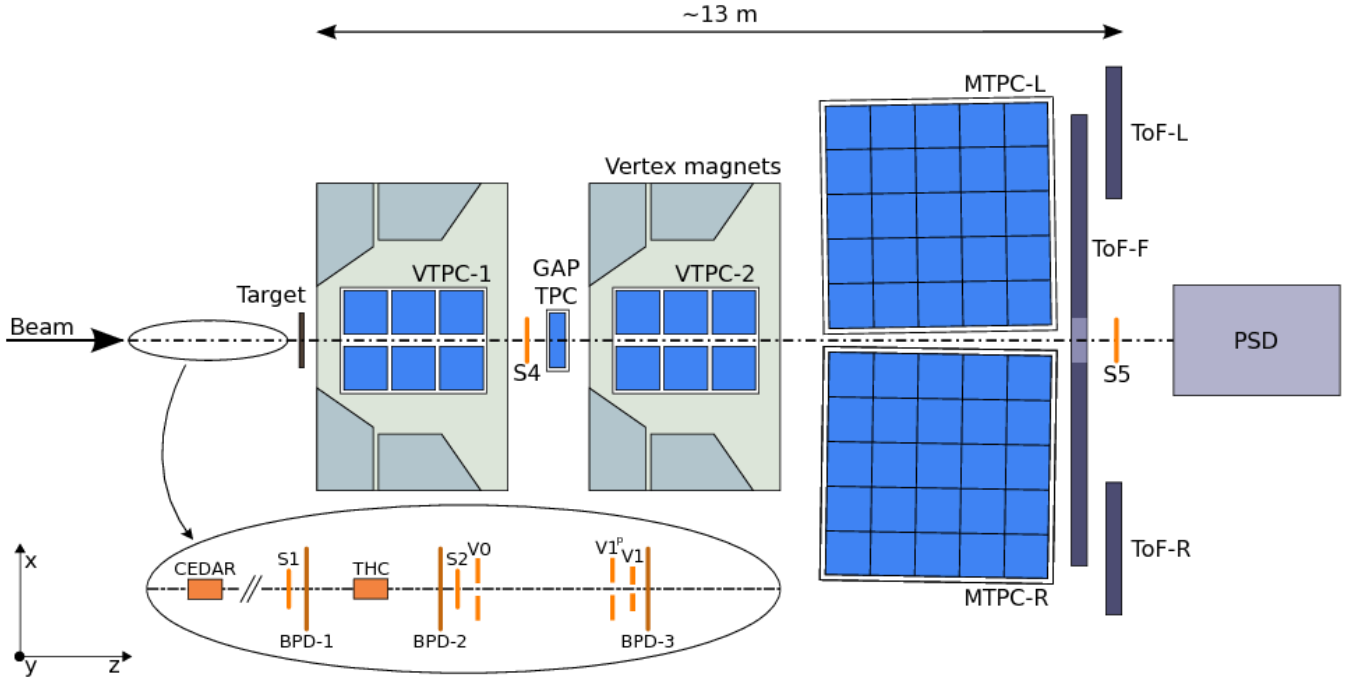 ~13 m
MTPC-L
ToF-L
Vertex magnets
ToF-F
VTPC-1
GAP
TPC
VTPC-2
Target
Beam
S4
S5
PSD
ToF-R
MTPC-R
x
y
z
CEDAR
S1
THC
S2
V0
V1ᴾ
V1
BPD-1
BPD-2
BPD-3